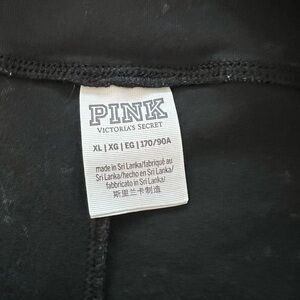 PINK
VICTORIA'S SECRET
XL | XG | EG | 170/90A
made in Sri Lanka/fabriqué au
Sri Lanka/hecho en Sri Lanka/
fabbricato in Sri Lanka/
斯里兰卡制造